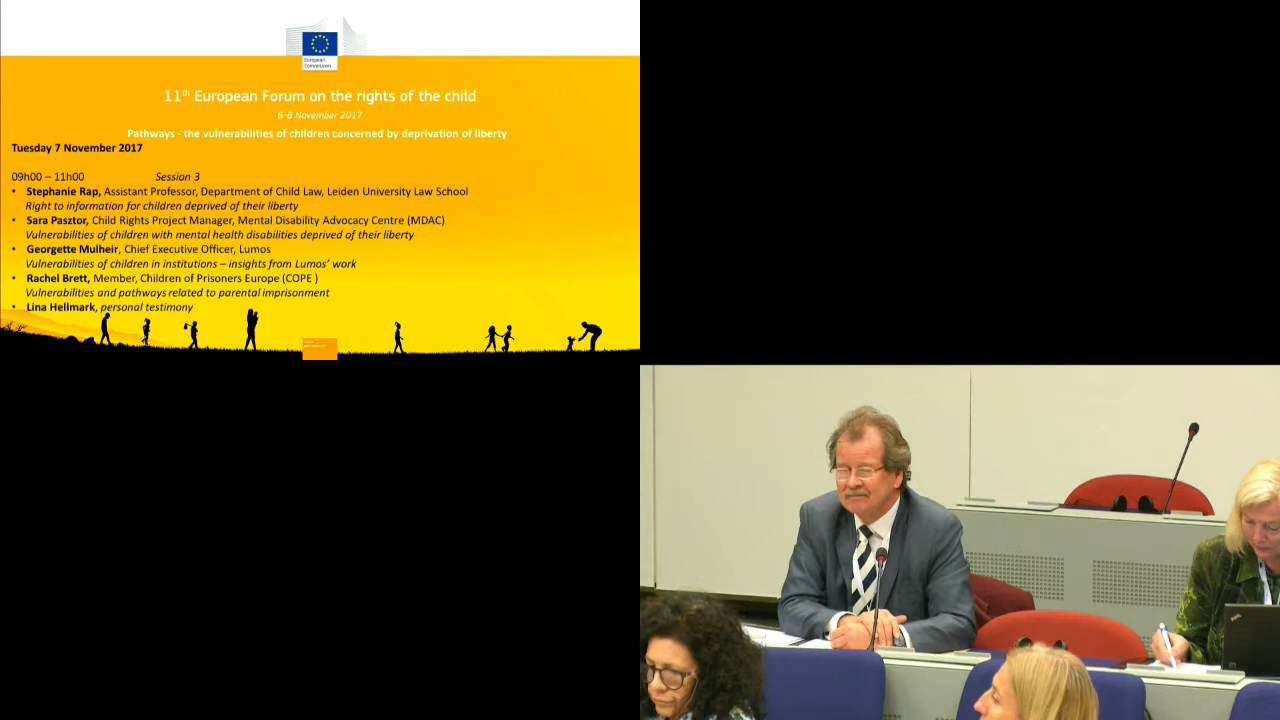 European
Commission
11th European Forum on the rights of the child
6-8 November 2017
Pathways - the vulnerabilities of children concerned by deprivation of liberty
Tuesday 7 November 2017
09h00 – 11h00 Session 3
• Stephanie Rap, Assistant Professor, Department of Child Law, Leiden University Law School
Right to information for children deprived of their liberty
• Sara Pasztor, Child Rights Project Manager, Mental Disability Advocacy Centre (MDAC)
Vulnerabilities of children with mental health disabilities deprived of their liberty
• Georgette Mulheir, Chief Executive Officer, Lumos
Vulnerabilities of children in institutions – insights from Lumos' work
• Rachel Brett, Member, Children of Prisoners Europe (COPE )
Vulnerabilities and pathways related to parental imprisonment
• Lina Hellmark, personal testimony